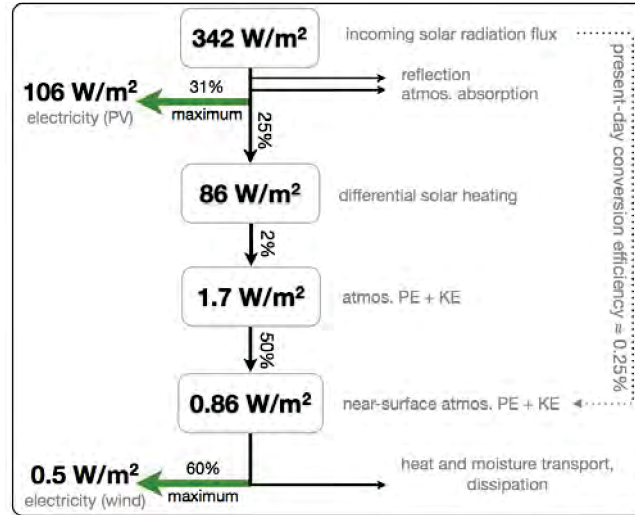 342 W/m²
incoming solar radiation flux
reflection
31%
106 W/m²
atmos. absorption
maximum
electricity (PV)
25%
present-day conversion efficiency ≈ 0.25%
86 W/m²
differential solar heating
2%
1.7 W/m²
atmos. PE + KE
50%
0.86 W/m²
near-surface atmos. PE + KE
0.5 W/m²
60%
heat and moisture transport,
dissipation
maximum
electricity (wind)